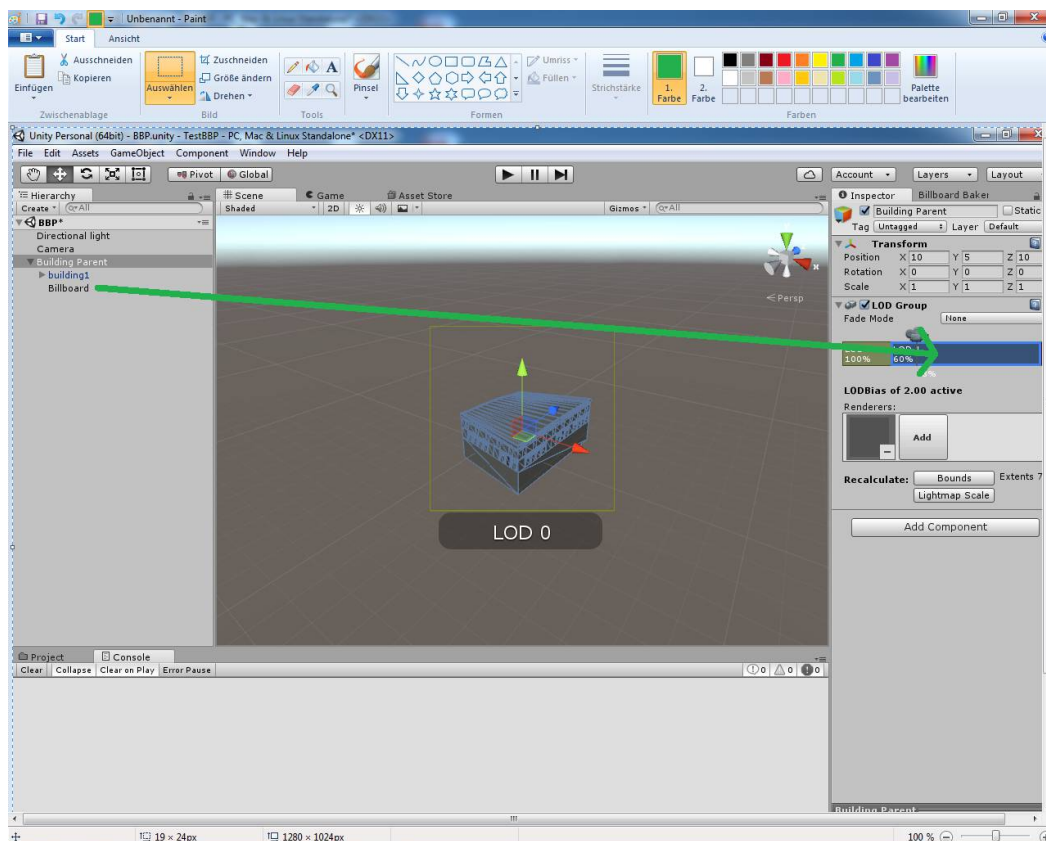 Unbenannt - Paint
Start Ansicht
Einfügen
Ausschneiden
Kopieren
Zwischenablage
Auswählen
Zuschneiden
Größe ändern
Drehen
Bild
A
Tools
Pinsel
Umriss
Füllen
Formen
Strichstärke
1. Farbe
2. Farbe
Palette bearbeiten
Farben
Unity Personal (64bit) - BBP.unity - TestBBP - PC, Mac & Linux Standalone* <DX11>
File Edit Assets GameObject Component Window Help
Pivot Global
Account Layers Layout
Hierarchy
Create All
BBP*
Directional light
Camera
Building Parent
building1
Billboard
Scene Game Asset Store
Shaded 2D Gizmos All
x
Persp
LOD 0
Inspector Billboard Baker
Building Parent Static
Tag Untagged Layer Default
Transform
Position X 10 Y 5 Z 10
Rotation X 0 Y 0 Z 0
Scale X 1 Y 1 Z 1
LOD Group
Fade Mode None
100% 60%
LODBias of 2.00 active
Renderers:
Add
Recalculate: Bounds Extents 7
Lightmap Scale
Add Component
Project Console
Clear Collapse Clear on Play Error Pause 0 0 0
Building Parent
19 × 24px 1280 × 1024px 100 %